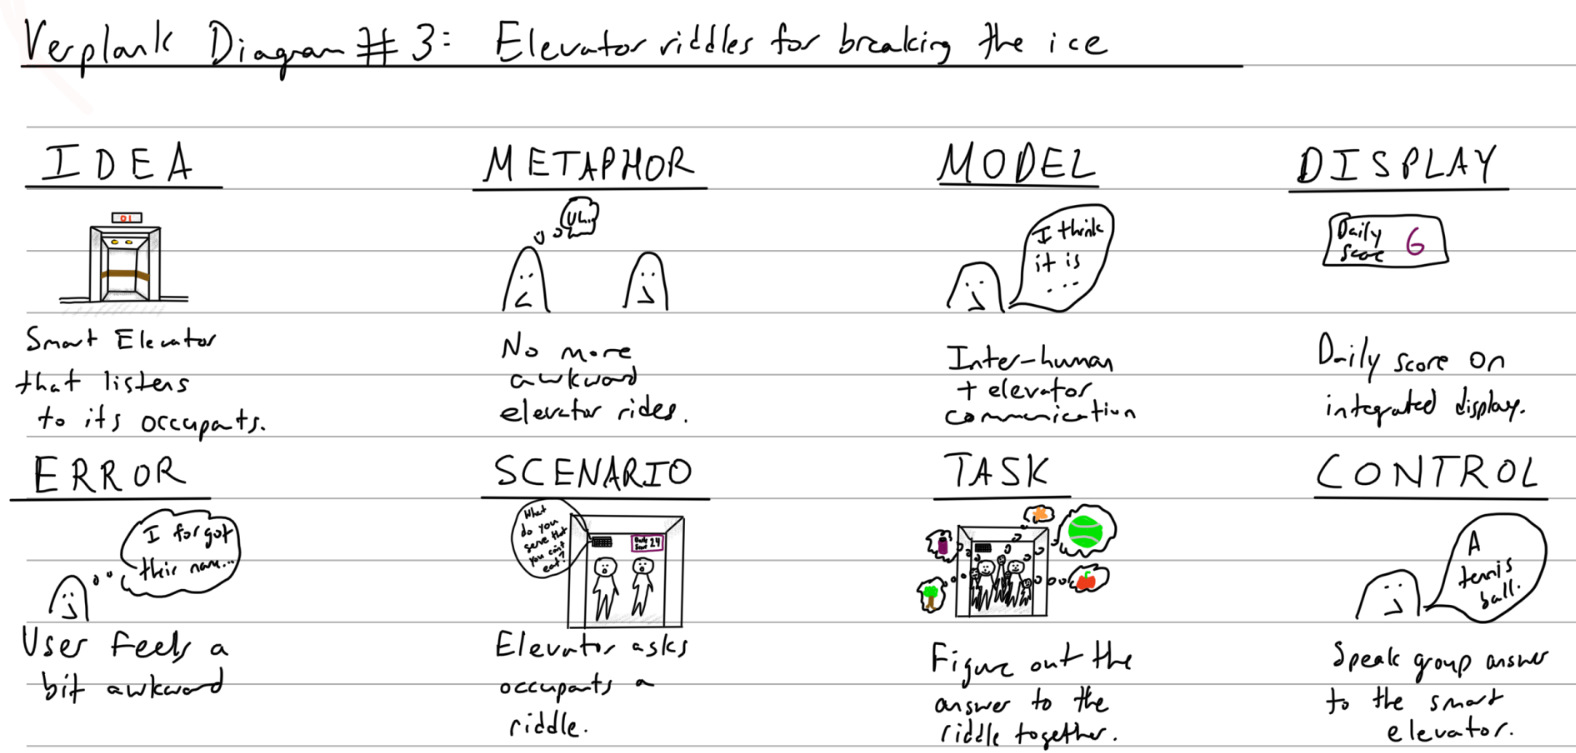 Verplank Diagram #3: Elevator riddles for breaking the ice
IDEA
01
Smart Elevator
that listens
to its occupants.
METAPHOR
Uh..
No more
awkward
elevator rides.
MODEL
I think
it is
...
Inter-human
+ elevator
communication
DISPLAY
Daily
score 6
Daily score on
integrated display.
ERROR
I forgot
their name...
User feels a
bit awkward
SCENARIO
What
do you
serve that
you can't
eat?
Daily
Score 24
Elevator asks
occupants a
riddle.
TASK
Figure out the
answer to the
riddle together.
CONTROL
A
tennis
ball.
Speak group answer
to the smart
elevator.